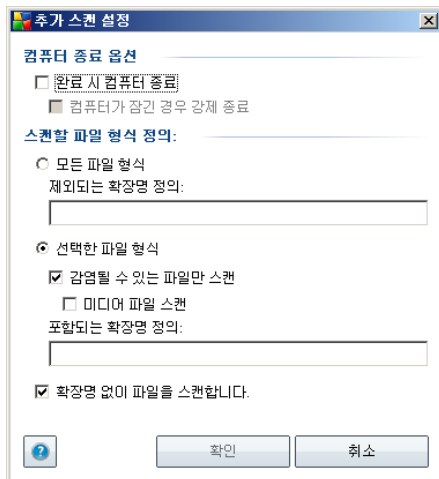 추가 스캔 설정
컴퓨터 종료 옵션
완료 시 컴퓨터 종료
컴퓨터가 잠긴 경우 강제 종료
스캔할 파일 형식 정의:
모든 파일 형식
제외되는 확장명 정의:
선택한 파일 형식
감염될 수 있는 파일만 스캔
미디어 파일 스캔
포함되는 확장명 정의:
확장명 없이 파일을 스캔합니다.
확인 취소